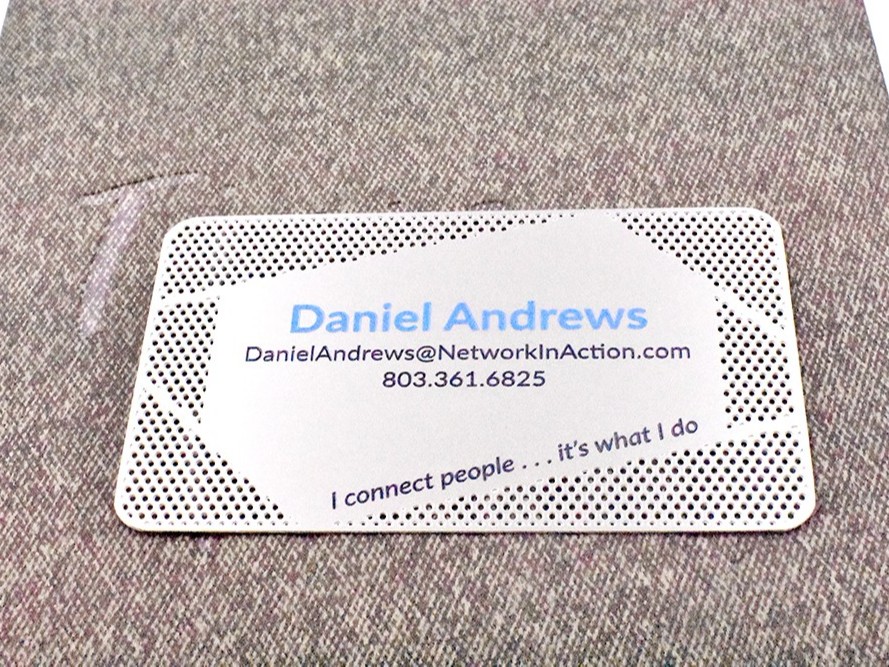 Daniel Andrews
DanielAndrews@NetworkInAction.com
803.361.6825
I connect people . . . it's what I do